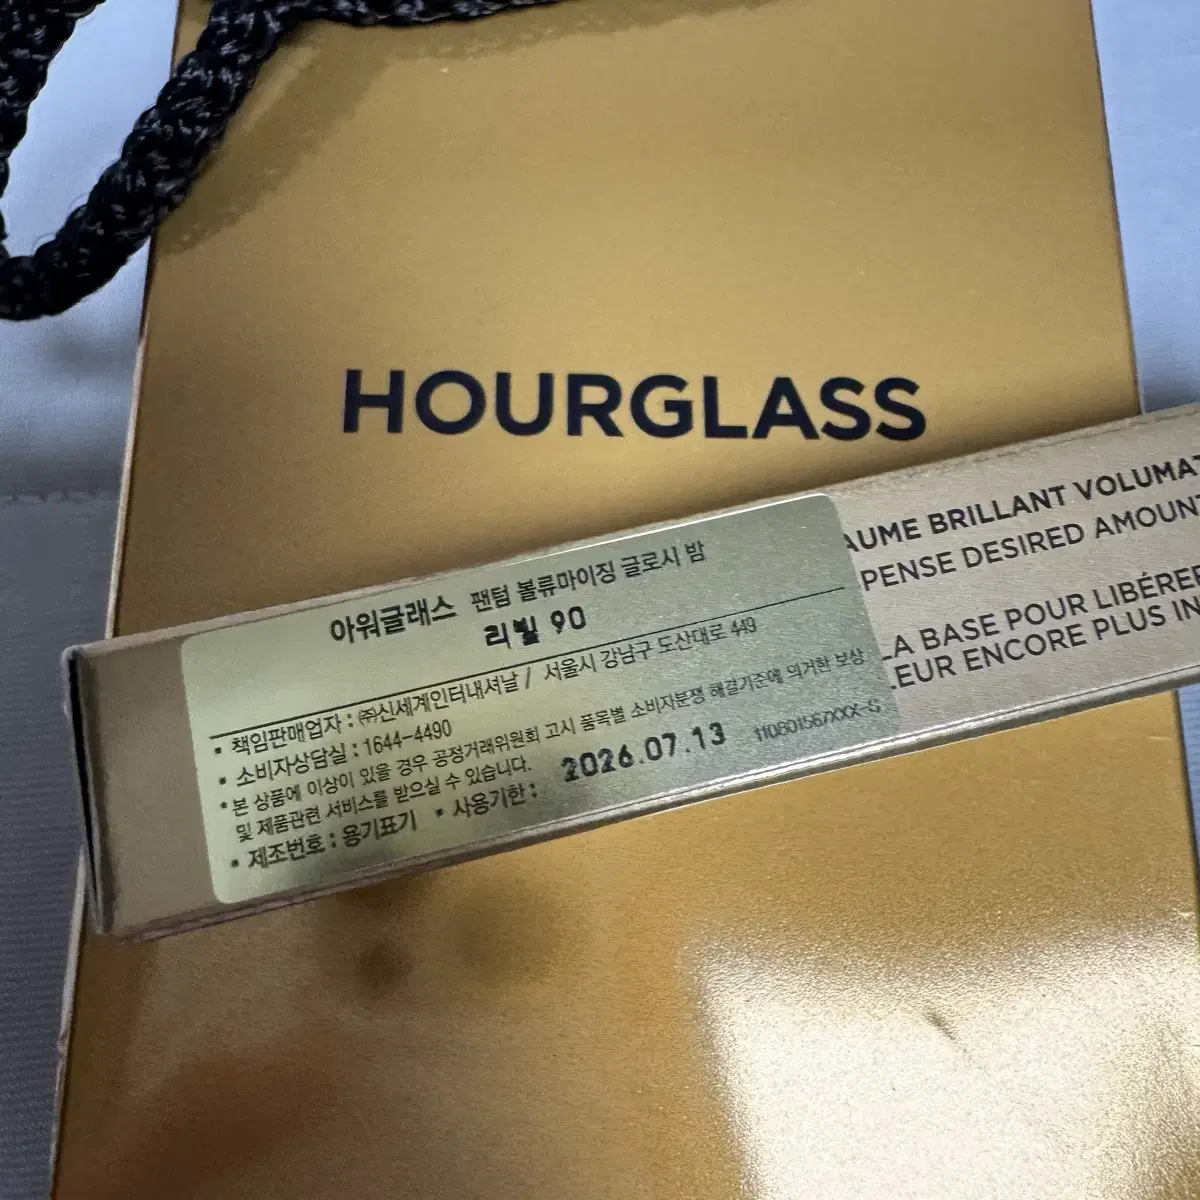 HOURGLASS
아워글래스 팬텀 볼류마이징 글로시 밤
리빌 90
• 책임판매업자 : ㈜신세계인터내셔날 / 서울시 강남구 도산대로 449
• 소비자상담실 : 1644-4490
• 본 상품에 이상이 있을 경우 공정거래위원회 고시 품목별 소비자분쟁 해결기준에 의거한 보상
및 제품관련 서비스를 받으실 수 있습니다.
• 제조번호 : 용기표기 • 사용기한 : 2026.07.13
110801567XXX-S
AUME BRILLANT VOLUMAT
PENSE DESIRED AMOUNT
LA BASE POUR LIBÉRER
LEUR ENCORE PLUS IN